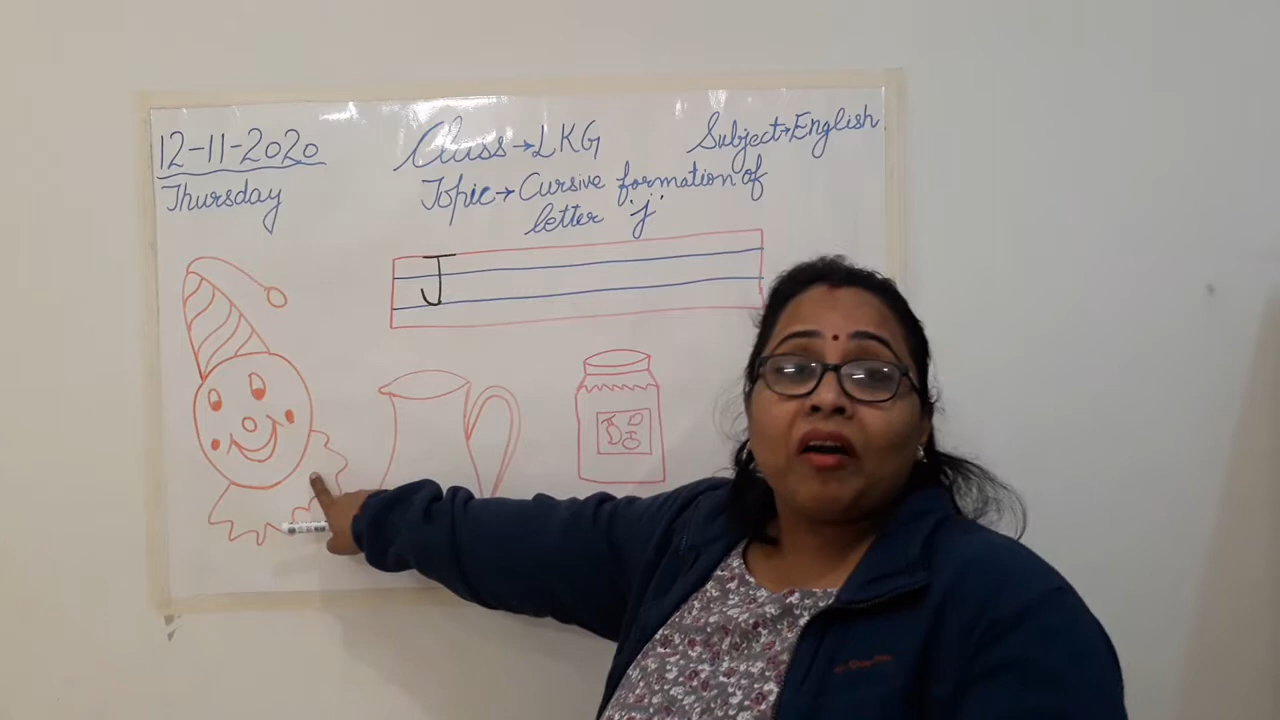 12-11-2020
Thursday
Class→LKG
Subject→English
Topic→Cursive formation of
letter 'j'
J